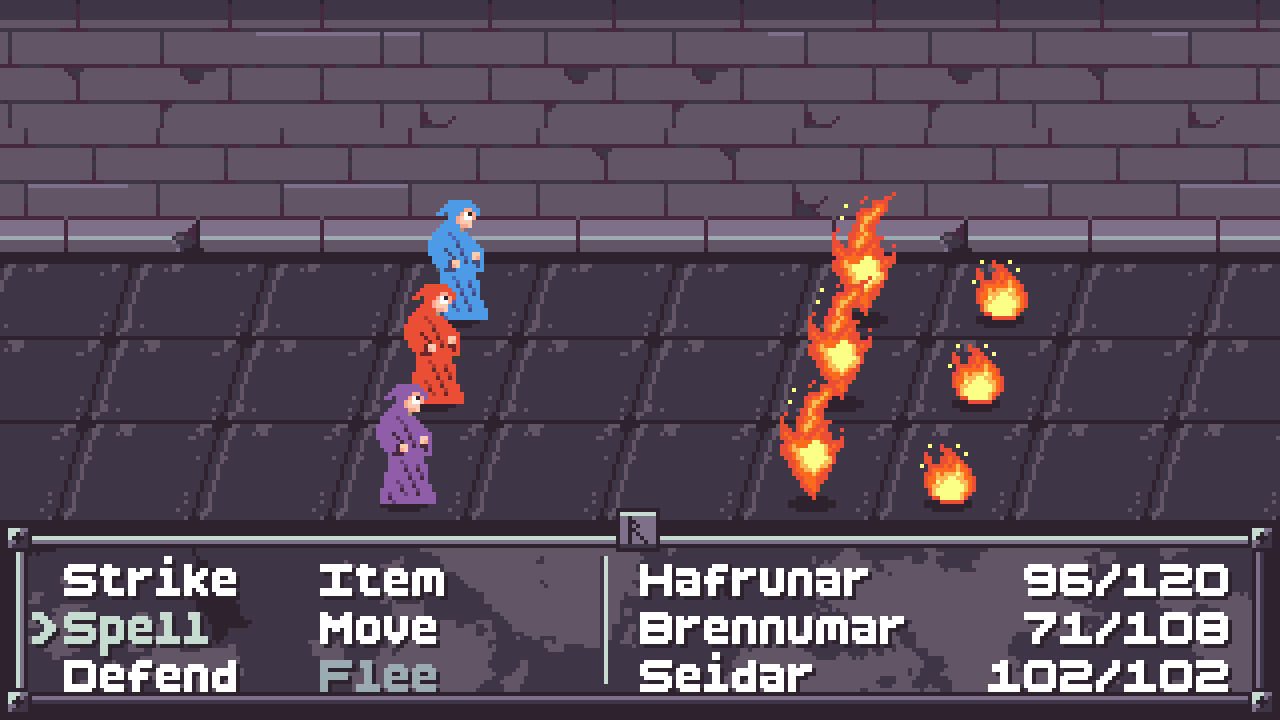 Strike Item
>Spell Move
Defend Flee
Hafrunar 96/120
Brennumar 71/108
Seidar 102/102